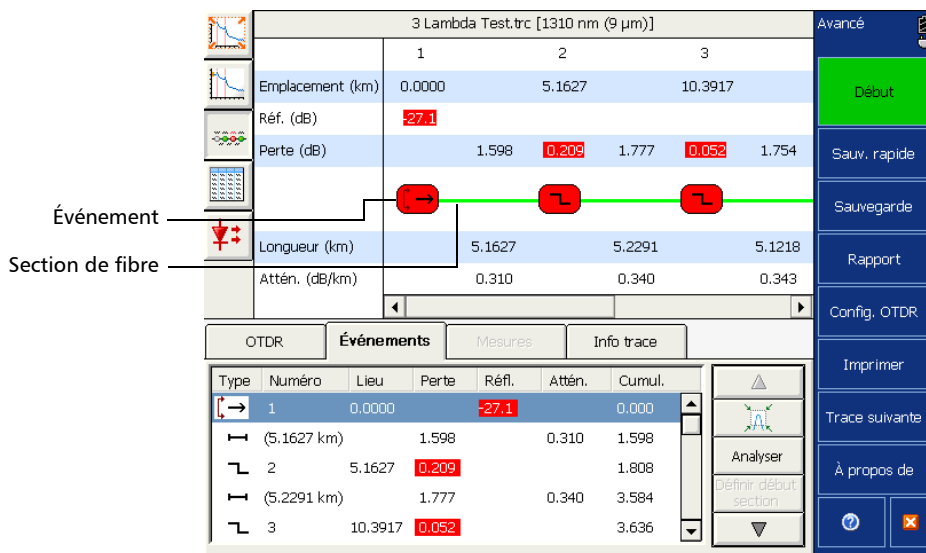 3 Lambda Test.trc [1310 nm (9 µm)]
Avancé
1 2 3
Emplacement (km) 0.0000 5.1627 10.3917
Réf. (dB) -27.1
Perte (dB) 1.598 0.209 1.777 0.052 1.754
Événement
Section de fibre
Longueur (km) 5.1627 5.2291 5.1218
Attén. (dB/km) 0.310 0.340 0.343
OTDR Événements Mesures Info trace
Type Numéro Lieu Perte Réfl. Attén. Cumul.
1 0.0000 -27.1 0.000
(5.1627 km) 1.598 0.310 1.598
2 5.1627 0.209 1.808
(5.2291 km) 1.777 0.340 3.584
3 10.3917 0.052 3.636
Analyser
Définir début
section
Début
Sauv. rapide
Sauvegarde
Rapport
Config. OTDR
Imprimer
Trace suivante
À propos de